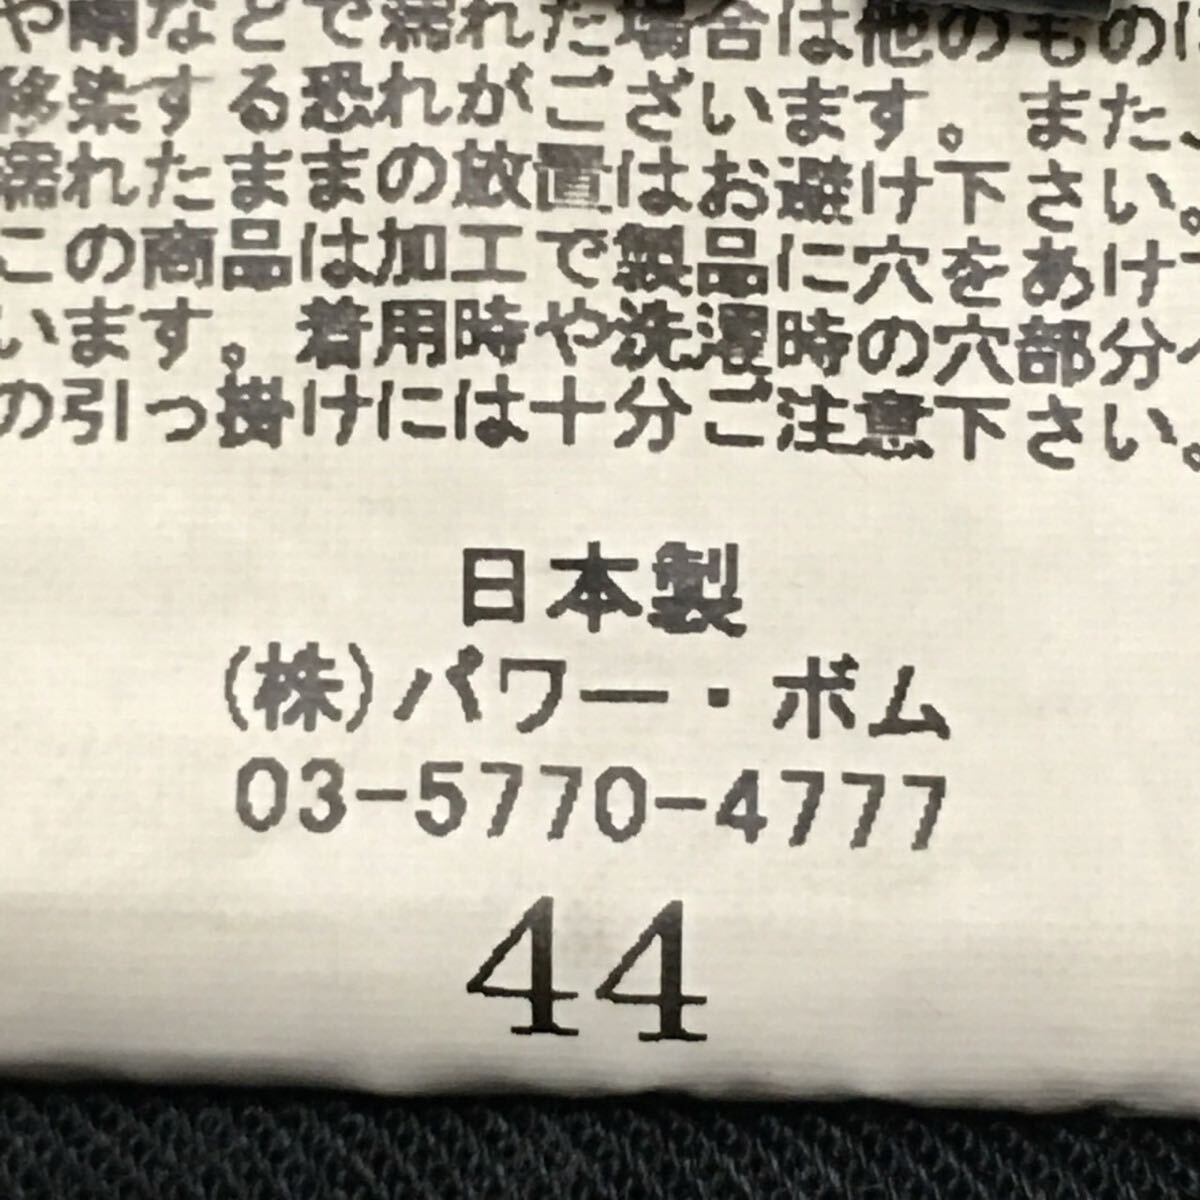 や雨などで濡れた場合は他のものに
移染する恐れがございます。また、
濡れたままの放置はお避け下さい。
この商品は加工で製品に穴をあけて
います。着用時や洗濯時の穴部分へ
の引っ掛けには十分ご注意下さい。
日本製
(株)パワー・ボム
03-5770-4777
44